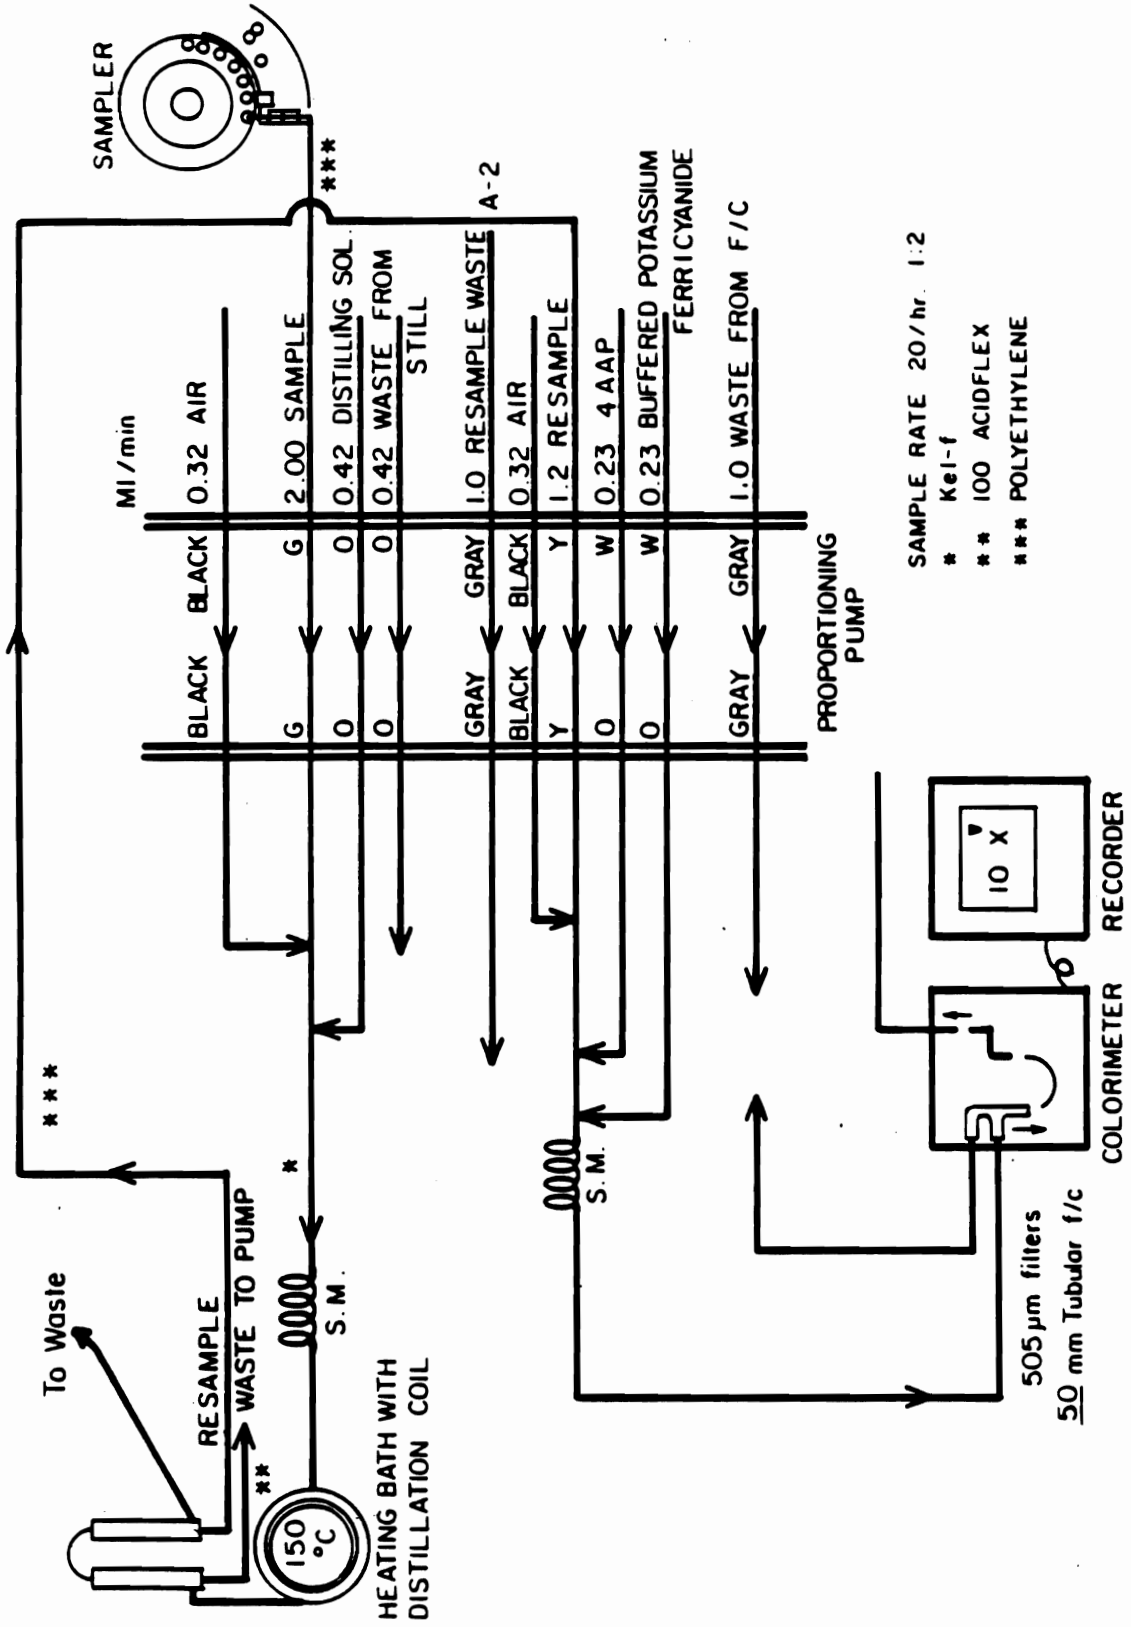 SAMPLER
***
Ml/min
BLACK BLACK 0.32 AIR
G G 2.00 SAMPLE
O O 0.42 DISTILLING SOL.
O O 0.42 WASTE FROM
STILL
GRAY GRAY 1.0 RESAMPLE WASTE A-2
BLACK BLACK 0.32 AIR
Y Y 1.2 RESAMPLE
O W 0.23 4 AAP
O W 0.23 BUFFERED POTASSIUM
FERRICYANIDE
GRAY GRAY 1.0 WASTE FROM F/C
PROPORTIONING
PUMP
SAMPLE RATE 20/hr. 1:2
* Kel-f
** 100 ACIDFLEX
*** POLYETHYLENE
***
To Waste
RESAMPLE
WASTE TO PUMP
**
*
S.M.
150
°C
HEATING BATH WITH
DISTILLATION COIL
S.M.
505 µm filters
50 mm Tubular f/c
COLORIMETER
10 X
RECORDER